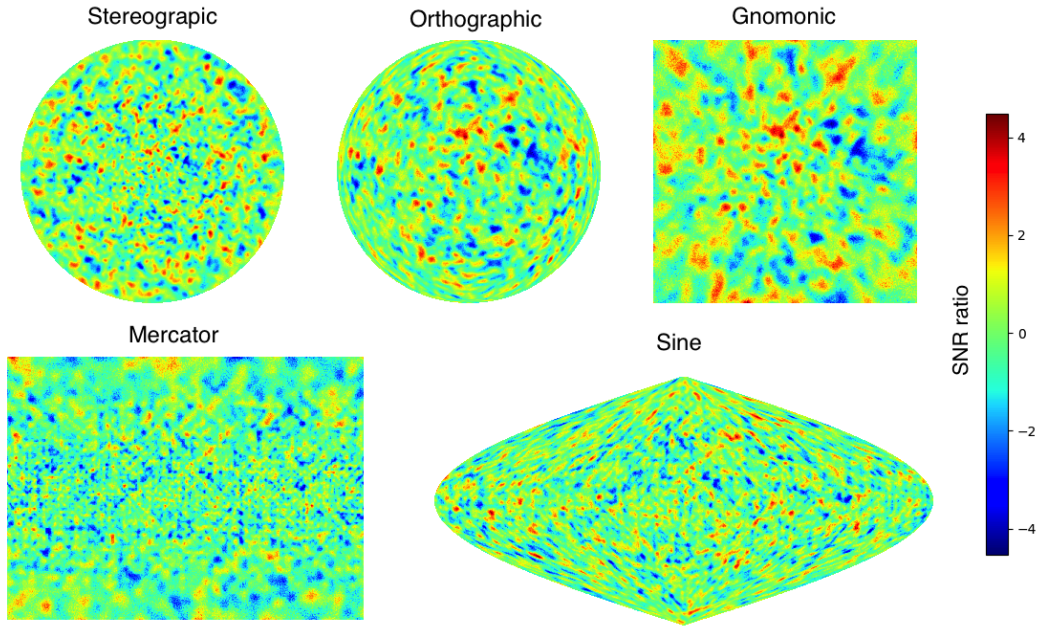 Stereograpic
Orthographic
Gnomonic
Mercator
Sine
SNR ratio
4
2
0
−2
−4